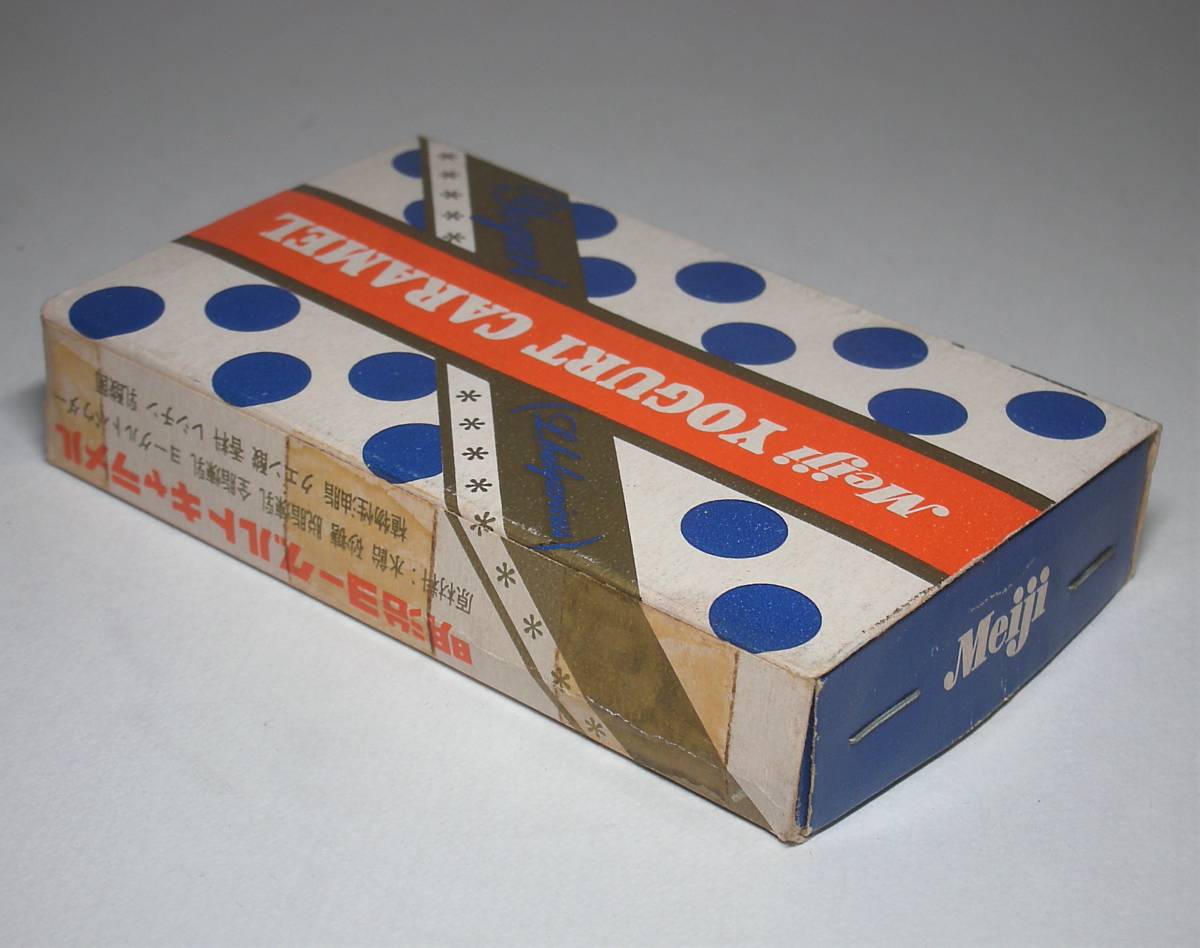 Meiji YOGURT CARAMEL
Meiji
明治ヨーグルトキャラメル
原材料:水飴 砂糖 脱脂煉乳 全脂煉乳 ヨーグルトパウダー
植物性油脂 クエン酸 香料 レシチン 乳酸菌